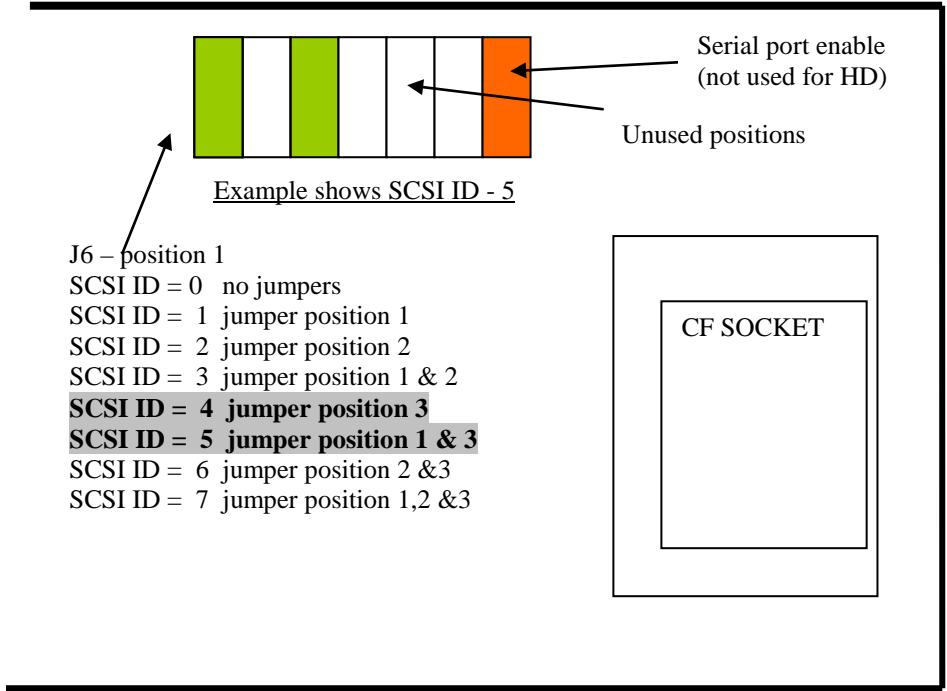 Serial port enable
(not used for HD)
Unused positions
Example shows SCSI ID - 5
J6 – position 1
SCSI ID = 0 no jumpers
SCSI ID = 1 jumper position 1
SCSI ID = 2 jumper position 2
SCSI ID = 3 jumper position 1 & 2
SCSI ID = 4 jumper position 3
SCSI ID = 5 jumper position 1 & 3
SCSI ID = 6 jumper position 2 &3
SCSI ID = 7 jumper position 1,2 &3
CF SOCKET